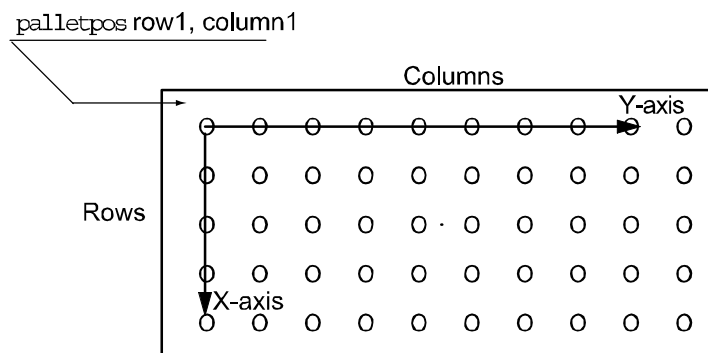 palletpos row1, column1
Columns
Y-axis
Rows
X-axis